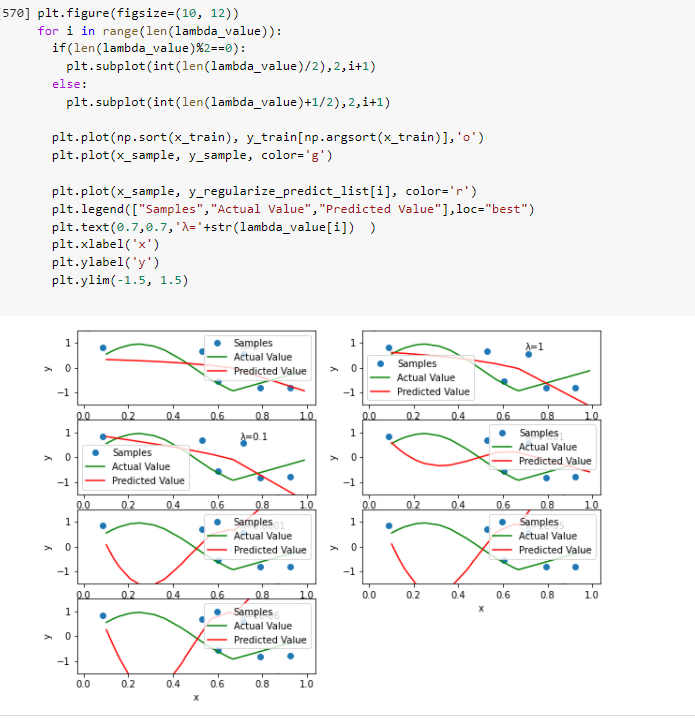 570] plt.figure(figsize=(10, 12))
for i in range(len(lambda_value)):
if(len(lambda_value)%2==0):
plt.subplot(int(len(lambda_value)/2),2,i+1)
else:
plt.subplot(int(len(lambda_value)+1/2),2,i+1)
plt.plot(np.sort(x_train), y_train[np.argsort(x_train)],'o')
plt.plot(x_sample, y_sample, color='g')
plt.plot(x_sample, y_regularize_predict_list[i], color='r')
plt.legend(["Samples","Actual Value","Predicted Value"],loc="best")
plt.text(0.7,0.7,'λ='+str(lambda_value[i])  )
plt.xlabel('x')
plt.ylabel('y')
plt.ylim(-1.5, 1.5)
y
1
0
−1
Samples
Actual Value
Predicted Value
0.0 0.2 0.4 0.6 0.8 1.0
y
1
0
−1
λ=1
Samples
Actual Value
Predicted Value
0.0 0.2 0.4 0.6 0.8 1.0
y
1
0
−1
λ=0.1
Samples
Actual Value
Predicted Value
0.0 0.2 0.4 0.6 0.8 1.0
y
1
0
−1
Samples
Actual Value
Predicted Value
0.0 0.2 0.4 0.6 0.8 1.0
y
1
0
−1
Samples
Actual Value
Predicted Value
0.0 0.2 0.4 0.6 0.8 1.0
y
1
0
−1
Samples
Actual Value
Predicted Value
0.0 0.2 0.4 0.6 0.8 1.0
x
y
1
0
−1
Samples
Actual Value
Predicted Value
0.0 0.2 0.4 0.6 0.8 1.0
x